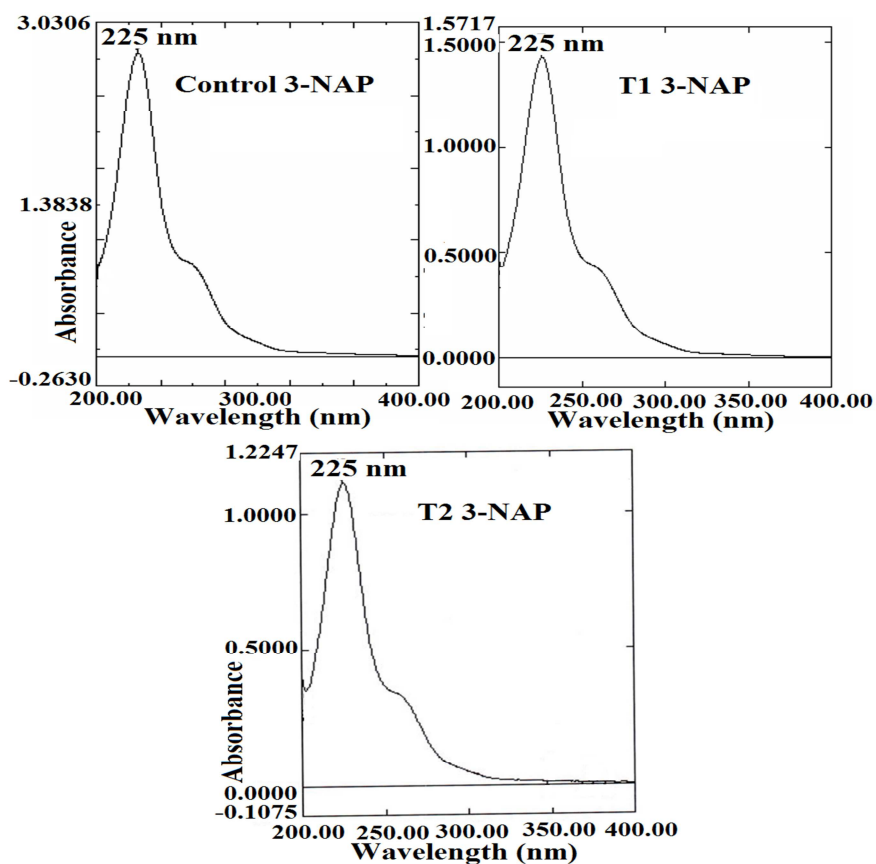 3.0306
225 nm
Control 3-NAP
1.3838
Absorbance
-0.2630
200.00 300.00 400.00
Wavelength (nm)
1.5717
1.5000
225 nm
T1 3-NAP
1.0000
0.5000
0.0000
200.00 250.00 300.00 350.00 400.00
Wavelength (nm)
1.2247
225 nm
T2 3-NAP
1.0000
0.5000
Absorbance
0.0000
-0.1075
200.00 250.00 300.00 350.00 400.00
Wavelength (nm)